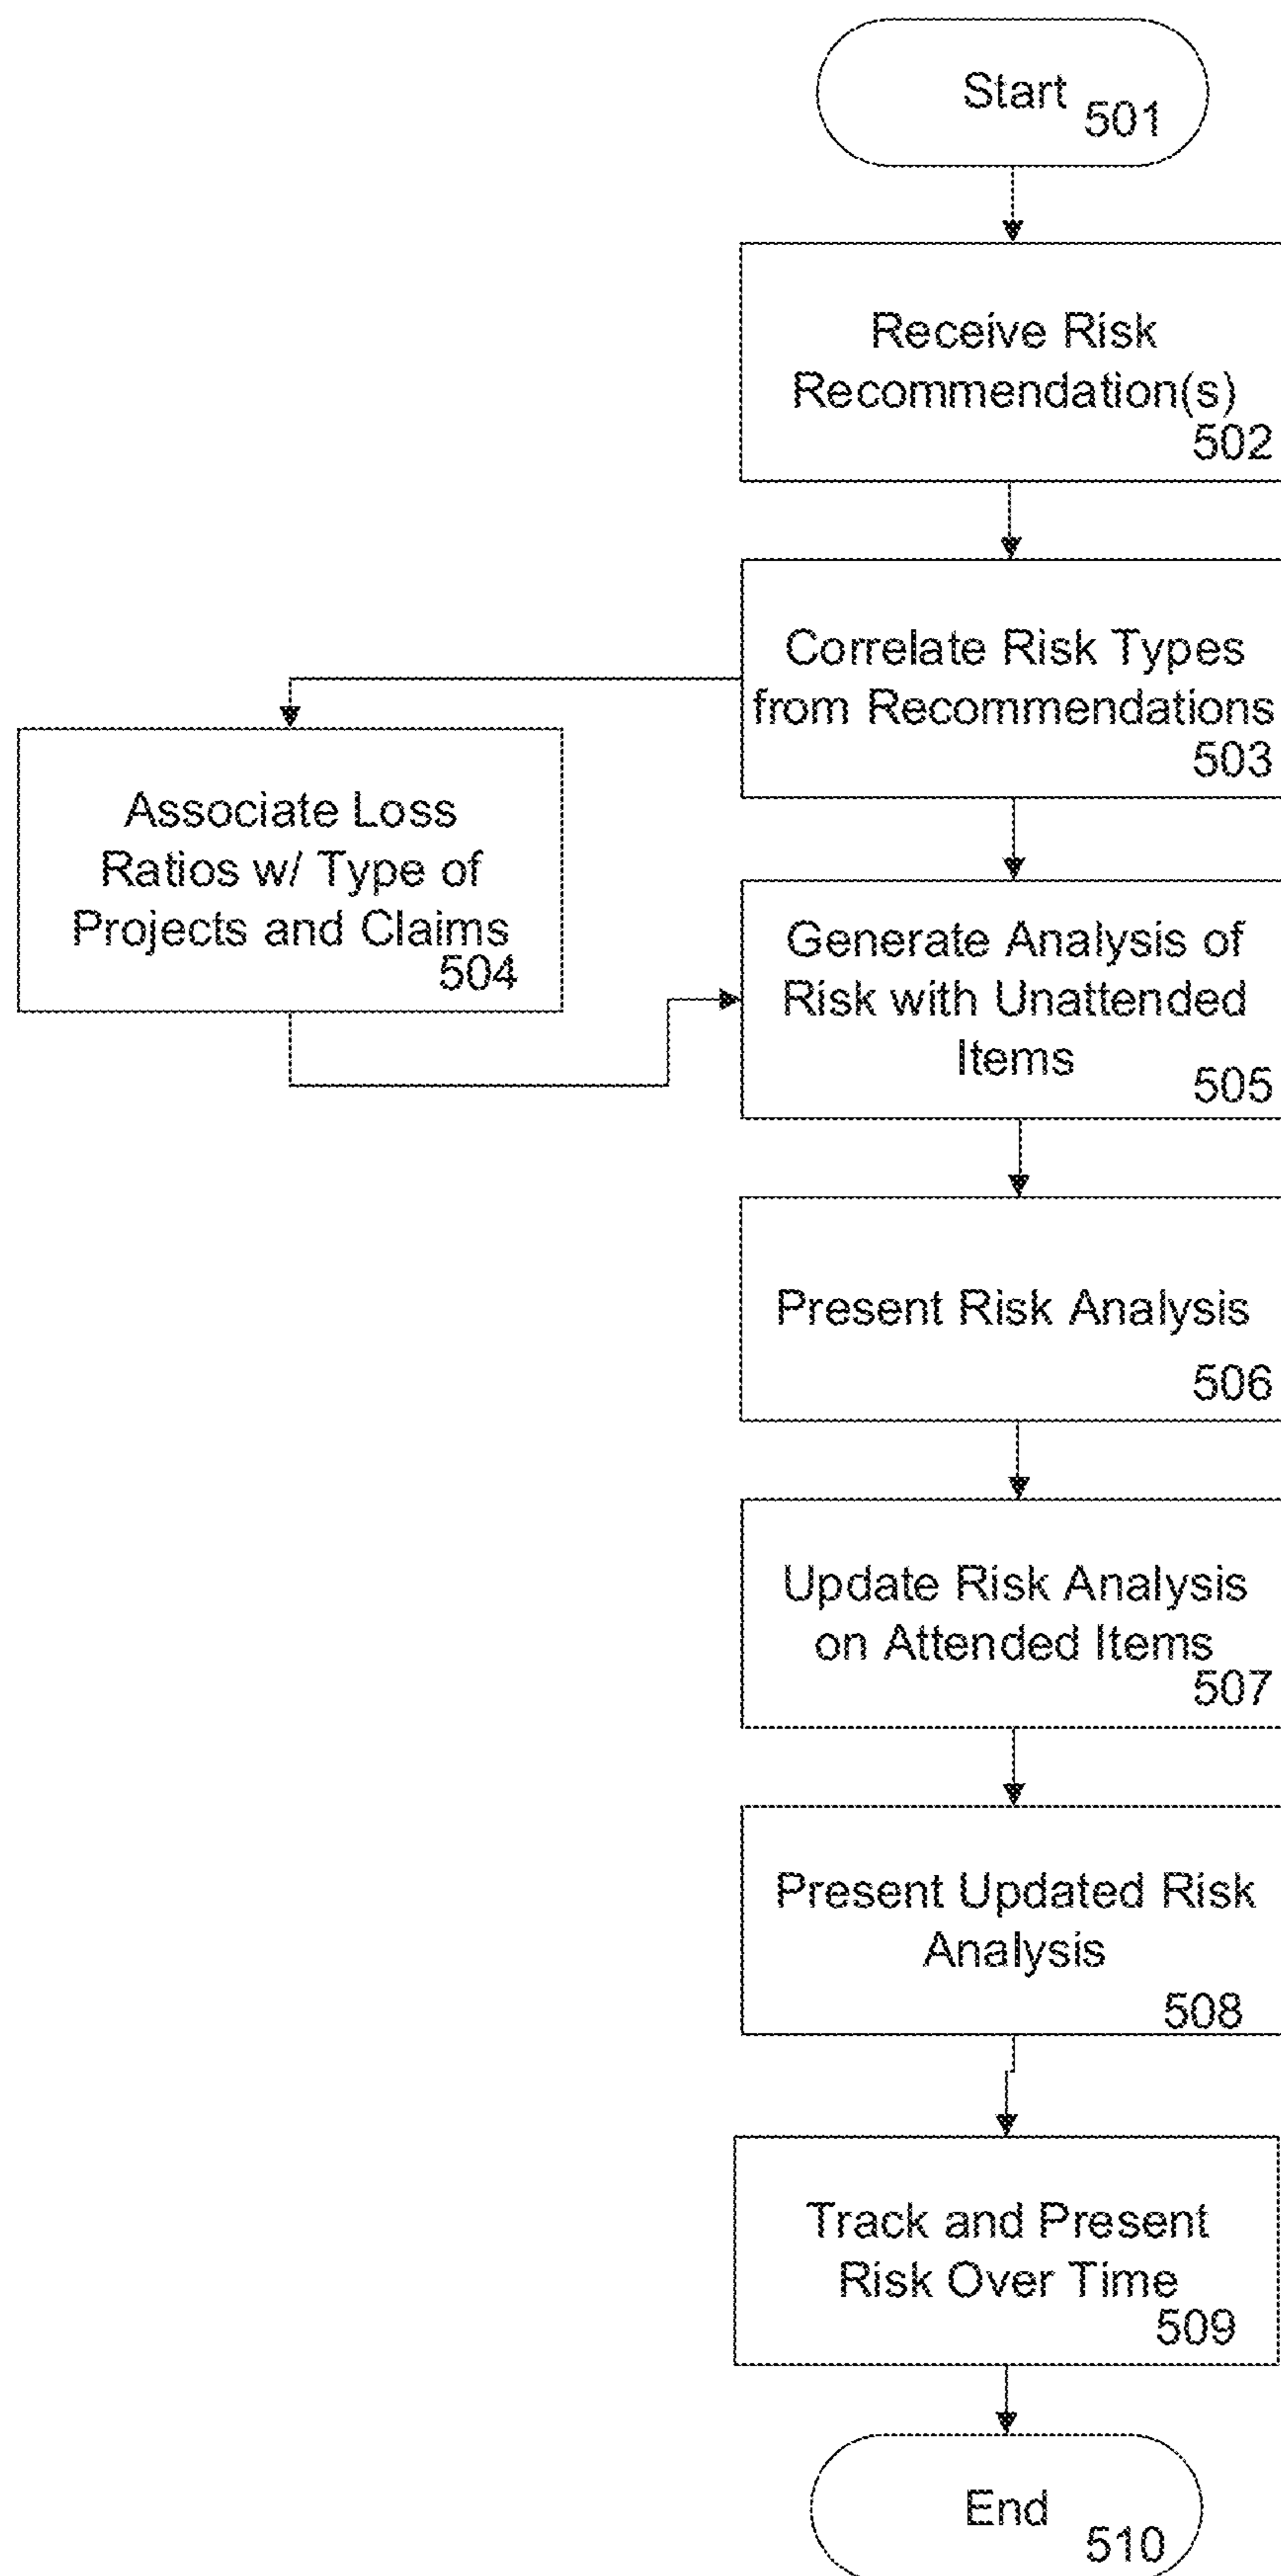 Start
501
Receive Risk
Recommendation(s)
502
Correlate Risk Types
from Recommendations
503
Associate Loss
Ratios w/ Type of
Projects and Claims
504
Generate Analysis of
Risk with Unattended
Items
505
Present Risk Analysis
506
Update Risk Analysis
on Attended Items
507
Present Updated Risk
Analysis
508
Track and Present
Risk Over Time
509
End
510